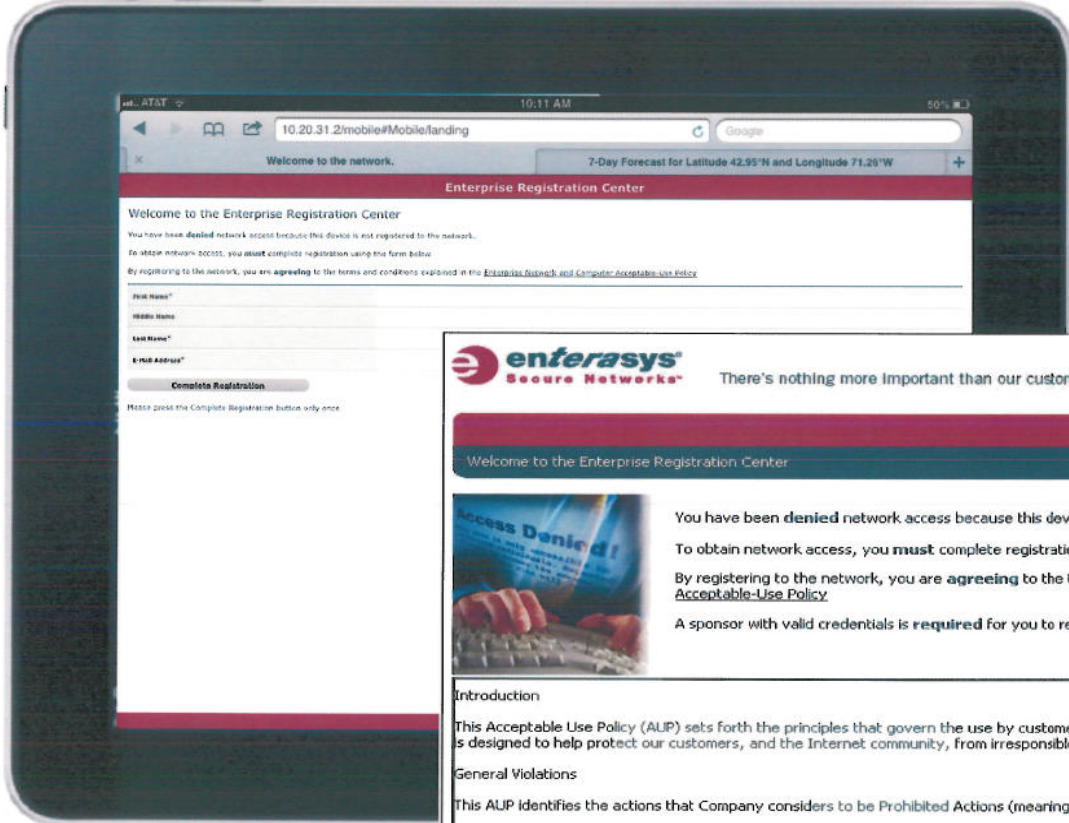 AT&T
10:11 AM
50%
10.20.31.2/mobile#Mobile/landing
Google
Welcome to the network.
7-Day Forecast for Latitude 42.95°N and Longitude 71.26°W
Enterprise Registration Center
Welcome to the Enterprise Registration Center
You have been denied network access because this device is not registered to the network.
To obtain network access, you must complete registration using the form below
By registering to the network, you are agreeing to the terms and conditions explained in the Enterprise Network and Computer Acceptable-Use Policy
First Name*
Middle Name
Last Name*
E-Mail Address*
Complete Registration
Please press the Complete Registration button only once
enterasys
Secure Networks™
There's nothing more important than our custom
Welcome to the Enterprise Registration Center
Access Denied!
You have been denied network access because this dev
To obtain network access, you must complete registrati
By registering to the network, you are agreeing to the
Acceptable-Use Policy
A sponsor with valid credentials is required for you to re
Introduction
This Acceptable Use Policy (AUP) sets forth the principles that govern the use by custome
is designed to help protect our customers, and the Internet community, from irresponsible
General Violations
This AUP identifies the actions that Company considers to be Prohibited Actions (meaning